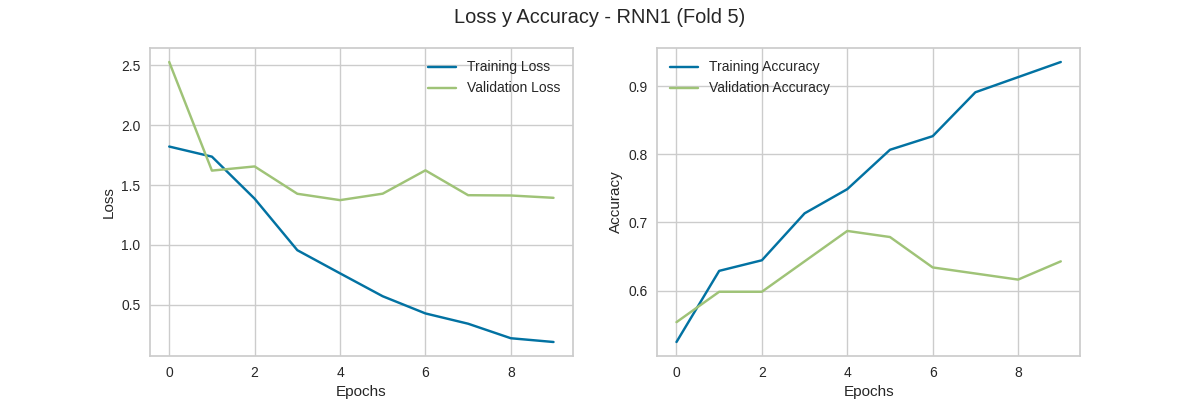 Loss y Accuracy - RNN1 (Fold 5)
2.5
2.0
1.5
1.0
0.5
Loss
Training Loss
Validation Loss
0 2 4 6 8
Epochs
0.9
0.8
0.7
0.6
Accuracy
Training Accuracy
Validation Accuracy
0 2 4 6 8
Epochs